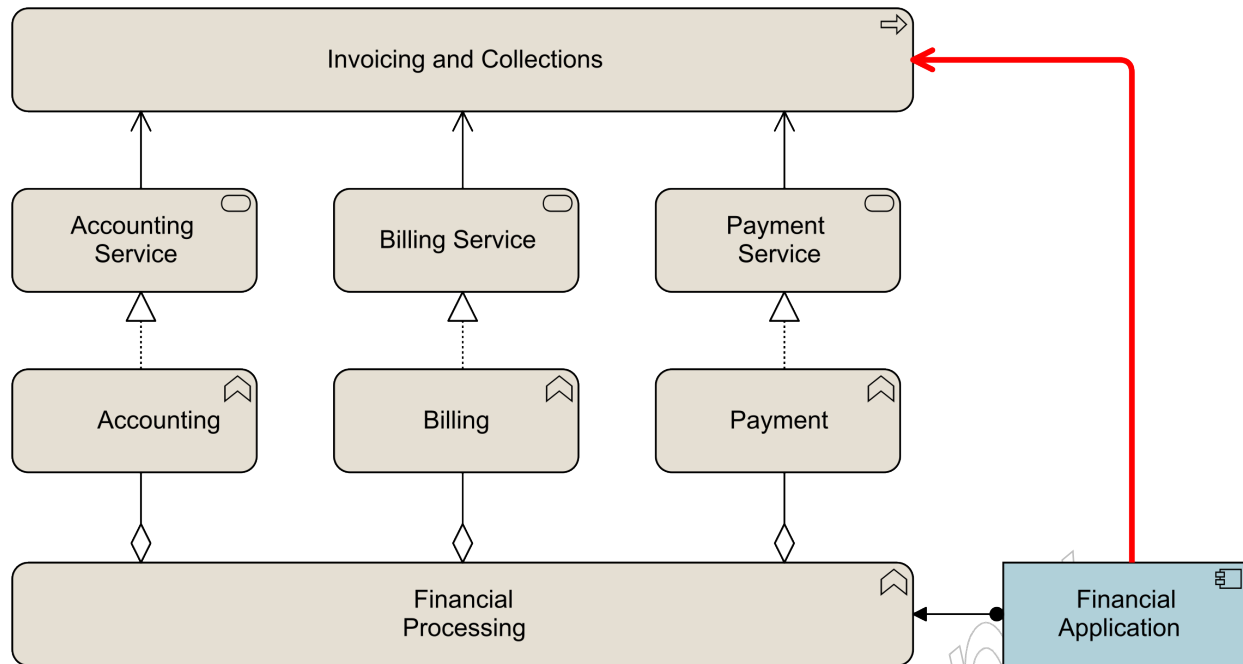 Invoicing and Collections
Accounting
Service
Billing Service
Payment
Service
Accounting
Billing
Payment
Financial
Processing
Financial
Application